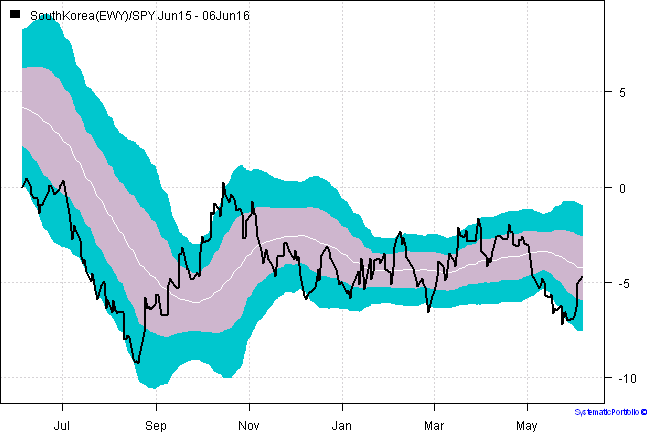 SouthKorea(EWY)/SPY Jun15 - 06Jun16
5
0
-5
-10
Jul Sep Nov Jan Mar May
SystematicPortfolio ©